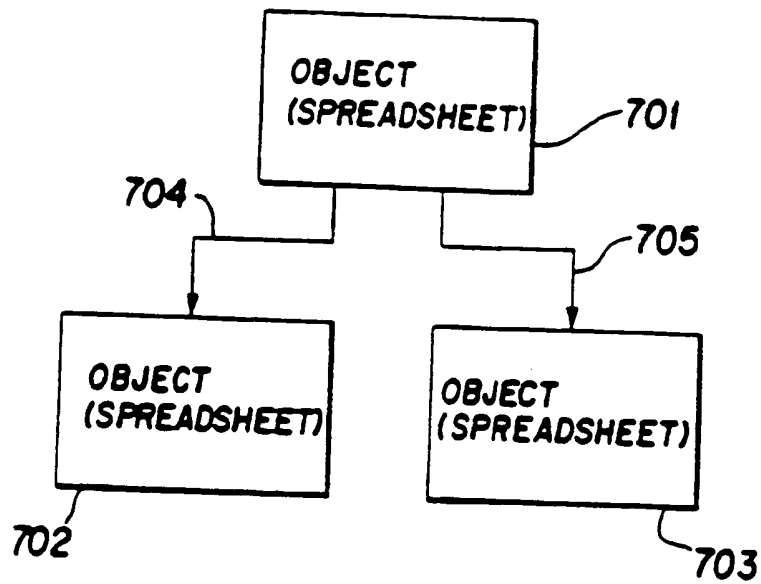 OBJECT
(SPREADSHEET)
701
704
705
OBJECT
(SPREADSHEET)
OBJECT
(SPREADSHEET)
702
703